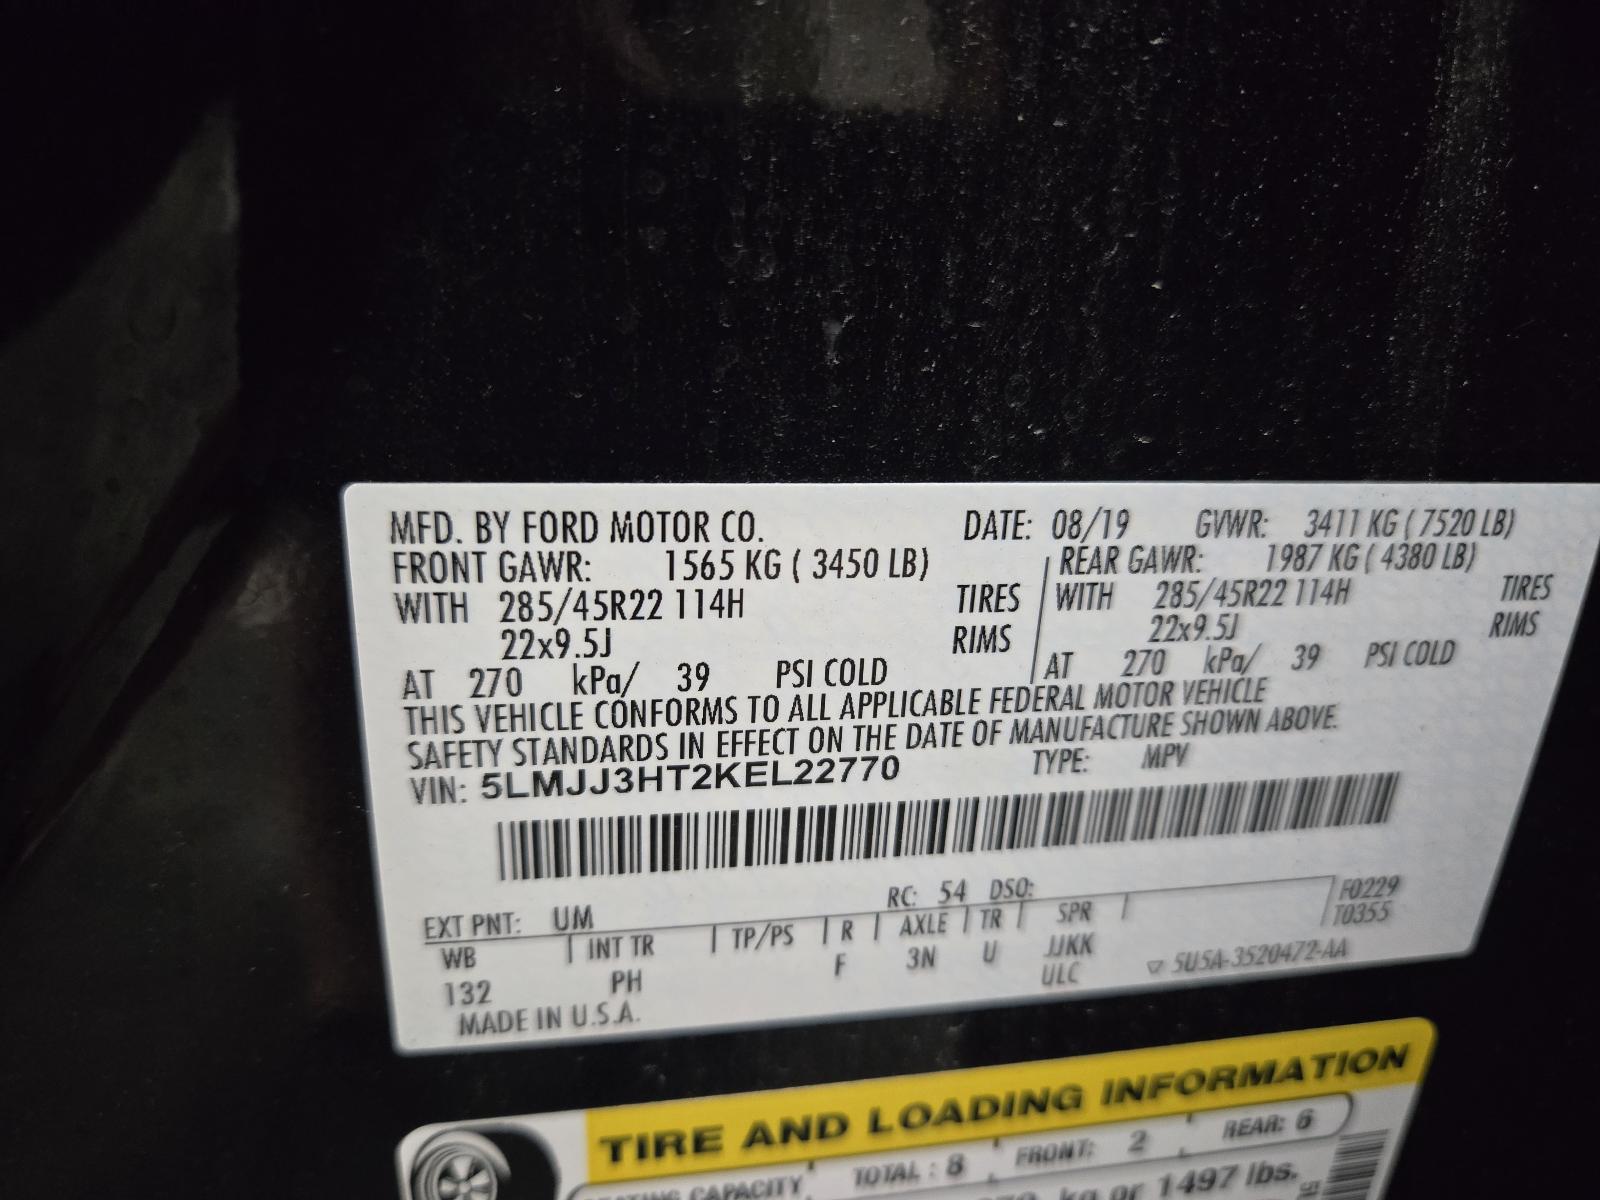 MFD. BY FORD MOTOR CO. DATE: 08/19 GVWR: 3411 KG ( 7520 LB)
FRONT GAWR: 1565 KG ( 3450 LB) REAR GAWR: 1987 KG ( 4380 LB)
WITH 285/45R22 114H TIRES WITH 285/45R22 114H TIRES
22x9.5J RIMS 22x9.5J RIMS
AT 270 kPa/ 39 PSI COLD AT 270 kPa/ 39 PSI COLD
THIS VEHICLE CONFORMS TO ALL APPLICABLE FEDERAL MOTOR VEHICLE
SAFETY STANDARDS IN EFFECT ON THE DATE OF MANUFACTURE SHOWN ABOVE.
VIN: 5LMJJ3HT2KEL22770 TYPE: MPV
EXT PNT: UM RC: 54 DSO: F0229
WB INT TR TP/PS R AXLE TR SPR T0355
132 PH F 3N U JJKK 5U5A-3520472-AA
ULC
MADE IN U.S.A.
TIRE AND LOADING INFORMATION
SEATING CAPACITY TOTAL : 8 FRONT: 2 REAR: 6
kg or 1497 lbs.